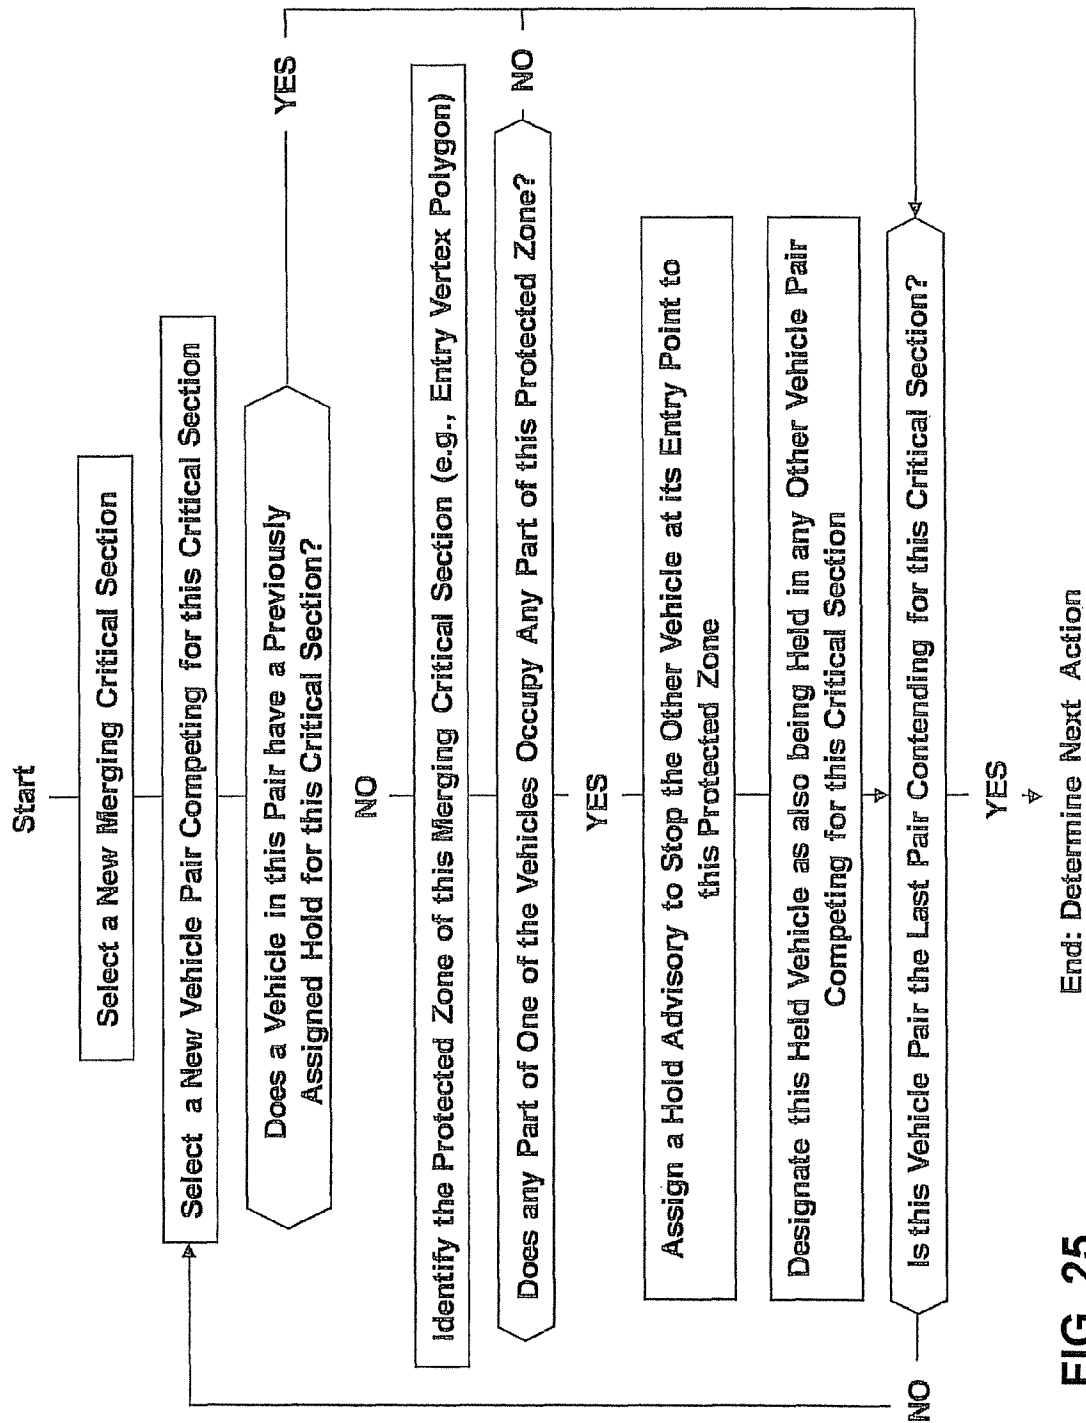 Start
Select a New Merging Critical Section
Select a New Vehicle Pair Competing for this Critical Section
Does a Vehicle in this Pair have a Previously
Assigned Hold for this Critical Section?
YES
NO
Identify the Protected Zone of this Merging Critical Section (e.g., Entry Vertex Polygon)
Does any Part of One of the Vehicles Occupy Any Part of this Protected Zone?
NO
YES
Assign a Hold Advisory to Stop the Other Vehicle at its Entry Point to
this Protected Zone
Designate this Held Vehicle as also being Held in any Other Vehicle Pair
Competing for this Critical Section
Is this Vehicle Pair the Last Pair Contending for this Critical Section?
NO
YES
End: Determine Next Action
FIG. 25